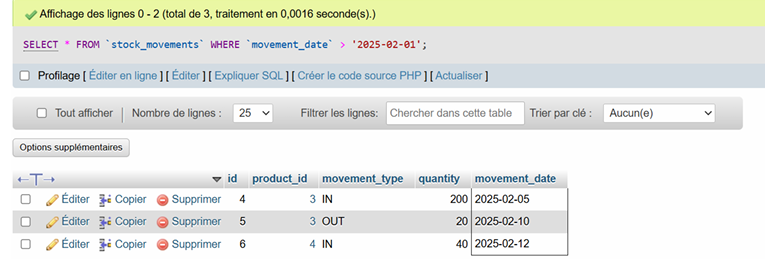 Affichage des lignes 0 - 2 (total de 3, traitement en 0,0016 seconde(s).)
SELECT * FROM `stock_movements` WHERE `movement_date` > '2025-02-01';
Profilage [ Éditer en ligne ] [ Éditer ] [ Expliquer SQL ] [ Créer le code source PHP ] [ Actualiser ]
Tout afficher | Nombre de lignes : 25 Filtrer les lignes: Chercher dans cette table Trier par clé : Aucun(e)
Options supplémentaires
←T→ id product_id movement_type quantity movement_date
Éditer Copier Supprimer 4 3 IN 200 2025-02-05
Éditer Copier Supprimer 5 3 OUT 20 2025-02-10
Éditer Copier Supprimer 6 4 IN 40 2025-02-12